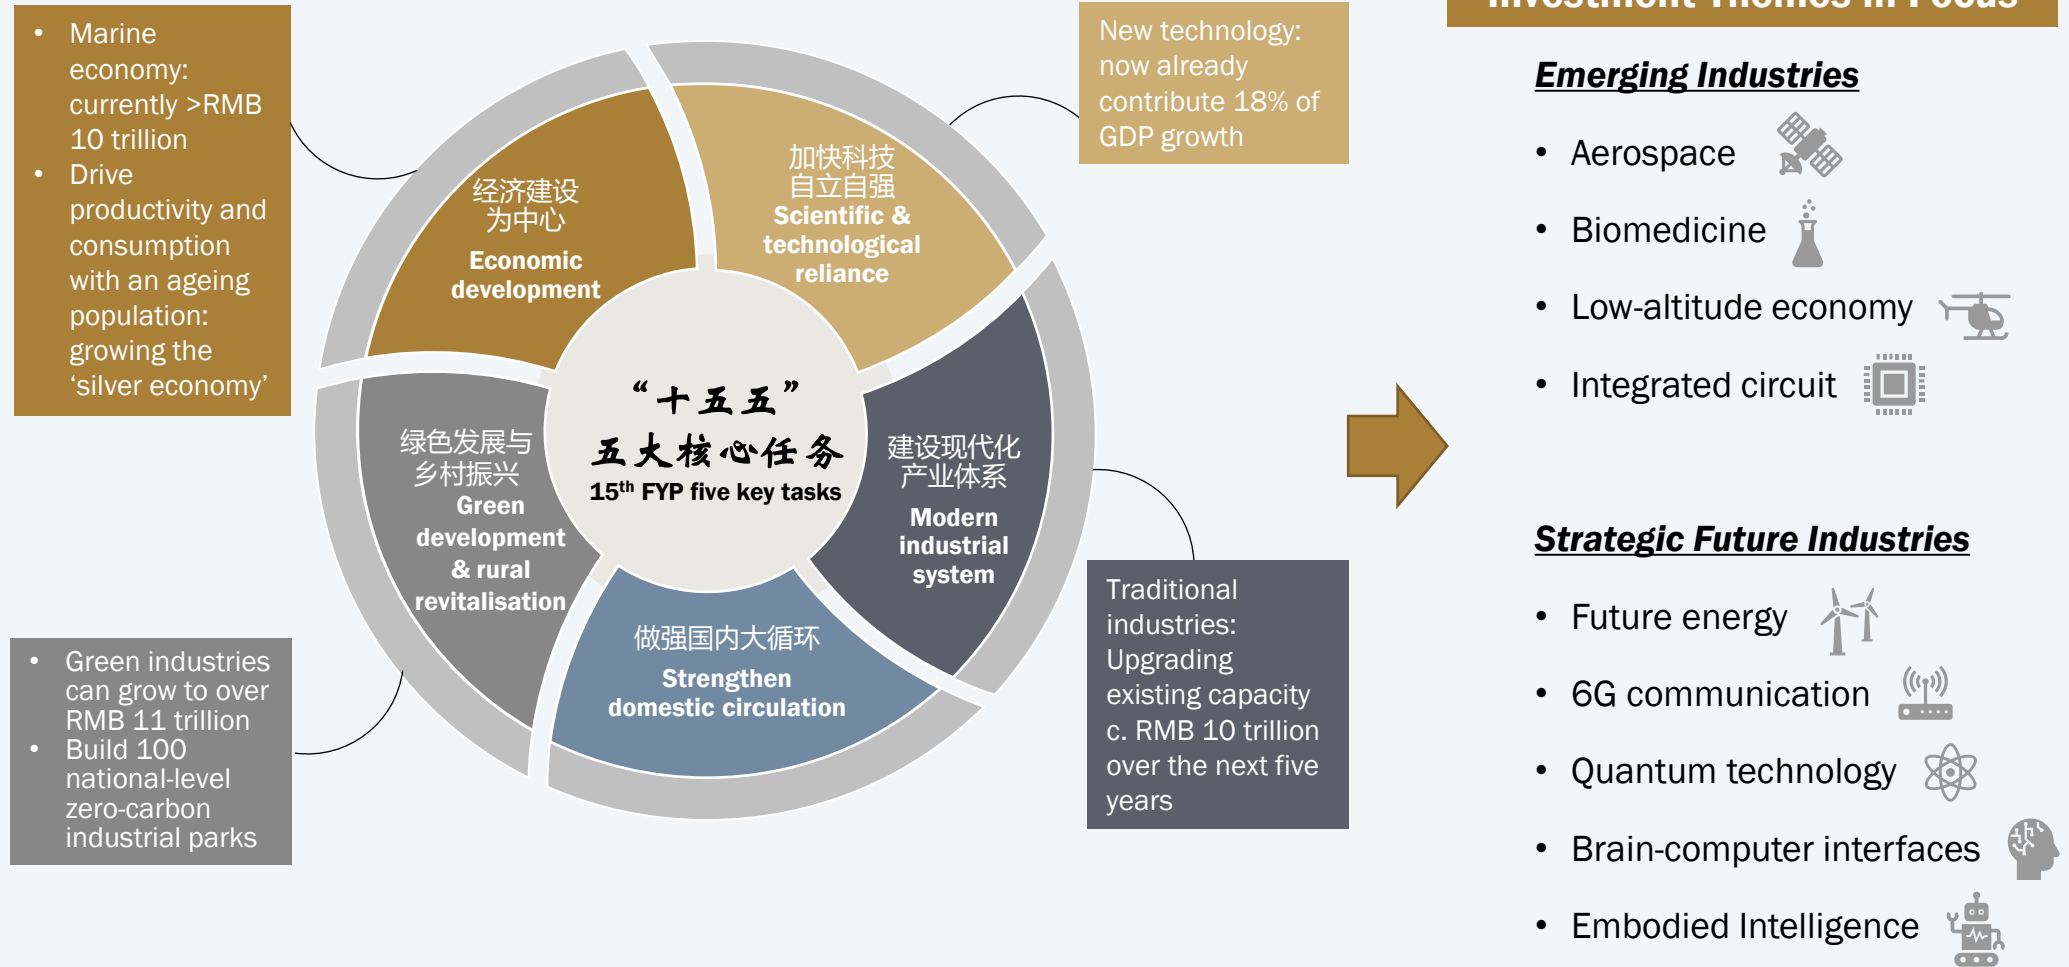 • Marine
economy:
currently >RMB
10 trillion
• Drive
productivity and
consumption
with an ageing
population:
growing the
‘silver economy’
New technology:
now already
contribute 18% of
GDP growth
经济建设
为中心
Economic
development
加快科技
自立自强
Scientific &
technological
reliance
“十五五”
五大核心任务
15th FYP five key tasks
绿色发展与
乡村振兴
Green
development
& rural
revitalisation
建设现代化
产业体系
Modern
industrial
system
做强国内大循环
Strengthen
domestic circulation
• Green industries
can grow to over
RMB 11 trillion
• Build 100
national-level
zero-carbon
industrial parks
Traditional
industries:
Upgrading
existing capacity
c. RMB 10 trillion
over the next five
years
Investment Themes in Focus
Emerging Industries
• Aerospace
• Biomedicine
• Low-altitude economy
• Integrated circuit
Strategic Future Industries
• Future energy
• 6G communication
• Quantum technology
• Brain-computer interfaces
• Embodied Intelligence